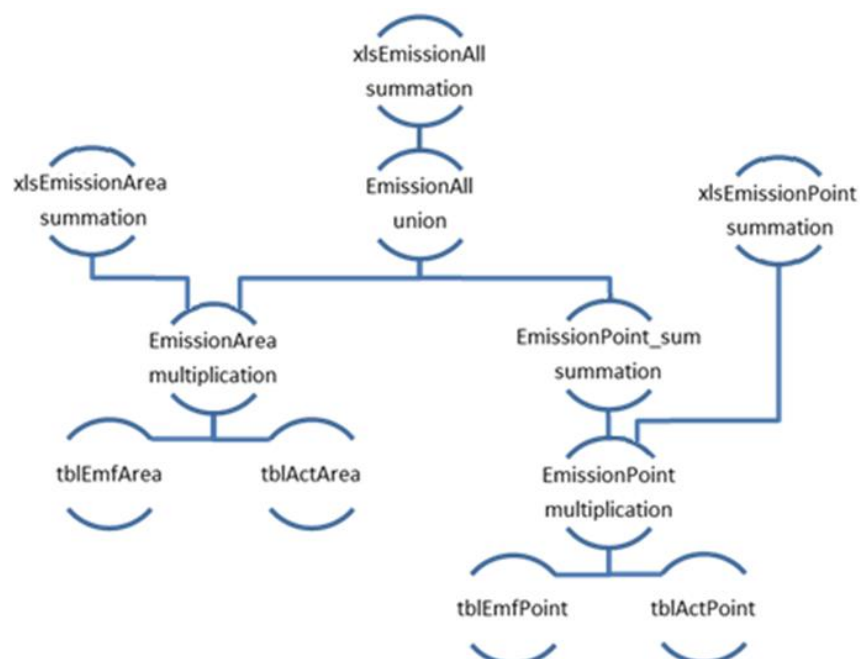 xlsEmissionAll
summation
xlsEmissionArea
summation
EmissionAll
union
xlsEmissionPoint
summation
EmissionArea
multiplication
EmissionPoint_sum
summation
tblEmfArea
tblActArea
EmissionPoint
multiplication
tblEmfPoint
tblActPoint